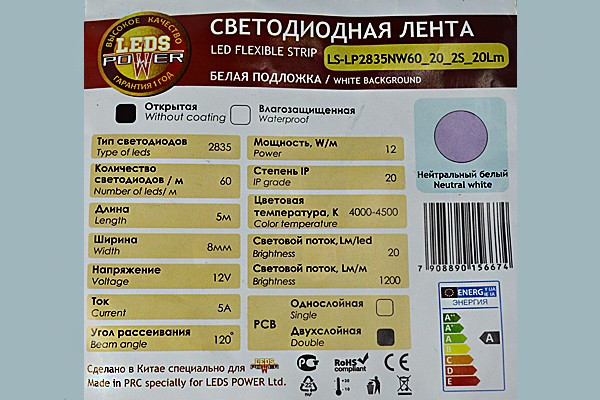 ВЫСОКОЕ КАЧЕСТВО
LEDS
POWER
ГАРАНТИЯ 1 ГОД
СВЕТОДИОДНАЯ ЛЕНТА
LED FLEXIBLE STRIP
LS-LP2835NW60_20_2S_20Lm
БЕЛАЯ ПОДЛОЖКА / WHITE BACKGROUND
Открытая
Without coating
Влагозащищенная
Waterproof
Тип светодиодов
Type of leds
2835
Количество
светодиодов / м
Number of leds/ м
60
Длина
Length
5м
Ширина
Width
8мм
Напряжение
Voltage
12V
Ток
Current
5A
Угол рассеивания
Beam angle
120°
Мощность, W/м
Power
12
Степень IP
IP grade
20
Цветовая
температура, К
Color temperature
4000-4500
Световой поток, Lm/led
Brightness
20
Световой поток, Lm/м
Brightness
1200
PCB
Однослойная
Single
Двухслойная
Double
Нейтральный белый
Neutral white
7 908890 156674
ENERG
ЭНЕРГИЯ
A++
A+
A
B
C
D
E
A
Сделано в Китае специально для LEDS POWER
Made in PRC specially for LEDS POWER Ltd.
RoHS
compliant
CE